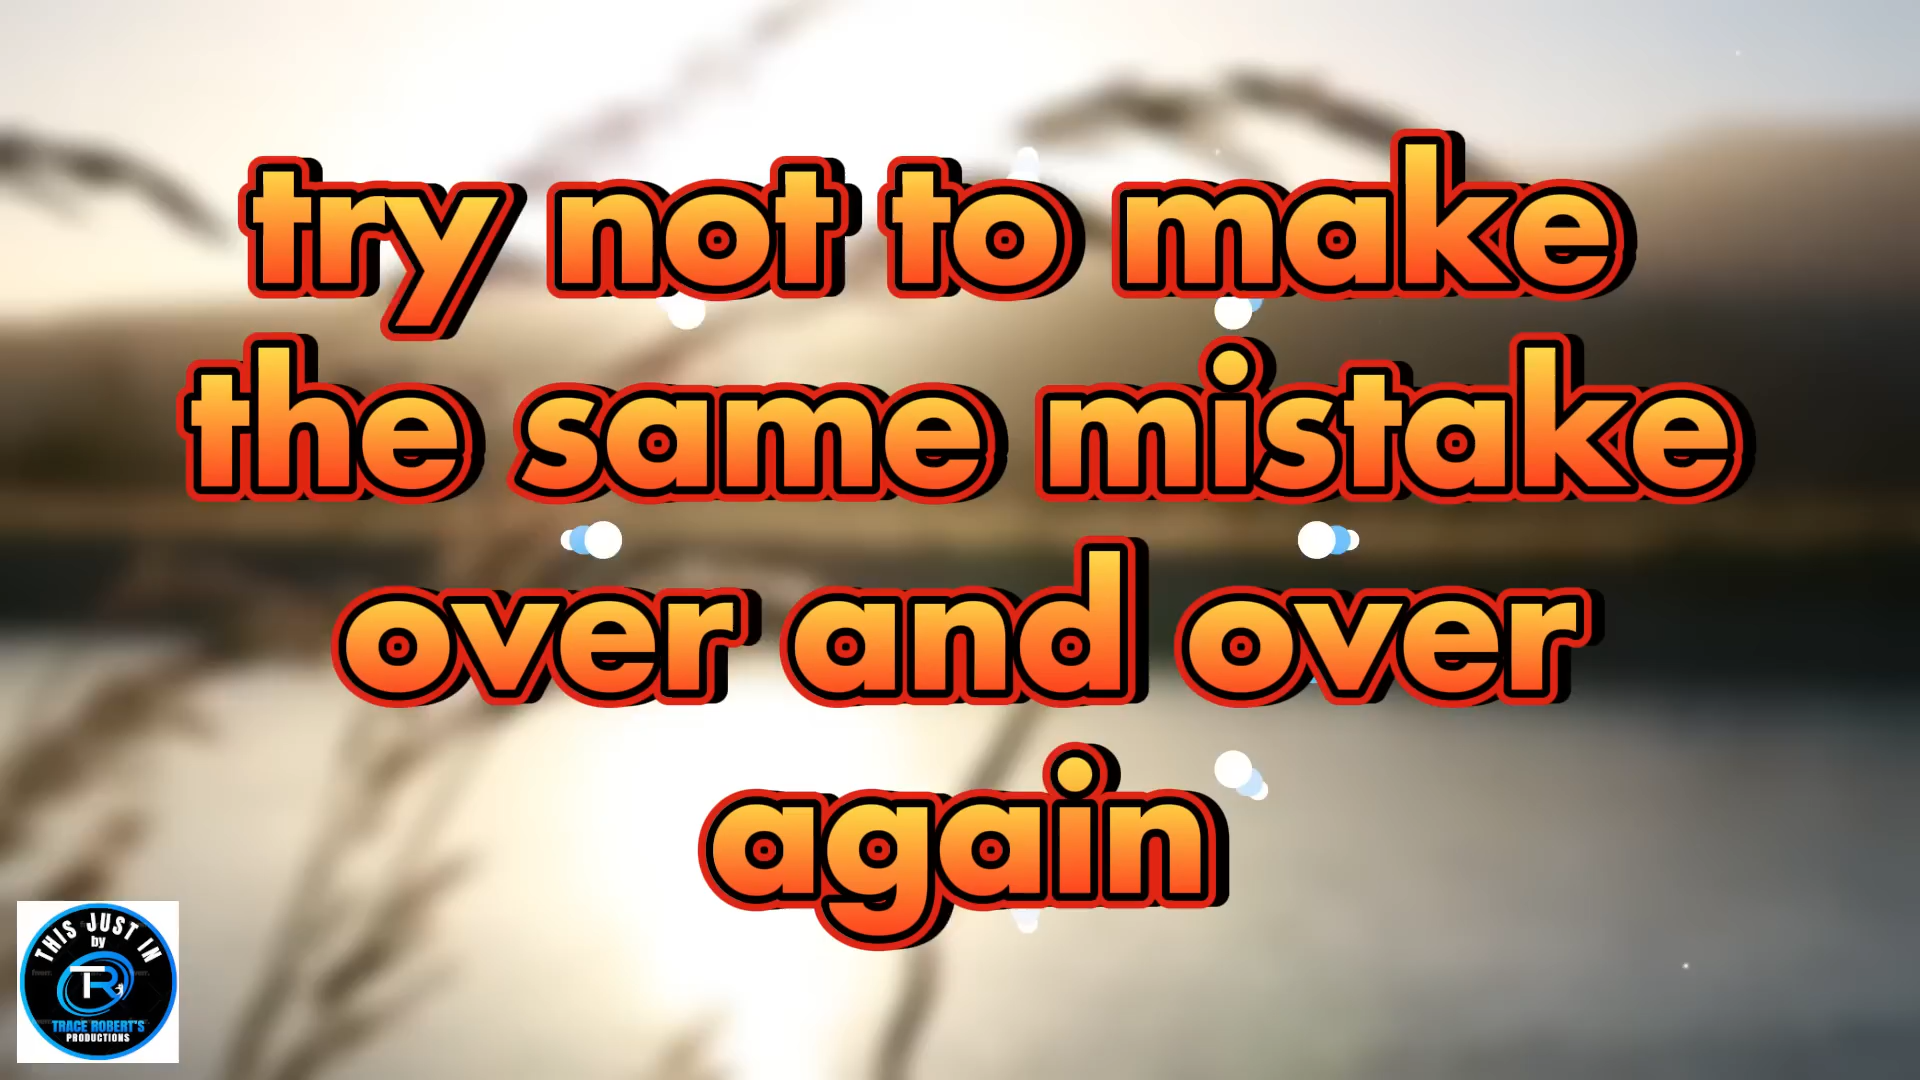 try not to make
the same mistake
over and over
again
THIS JUST IN
by
TR
TRACE ROBERT'S
PRODUCTIONS